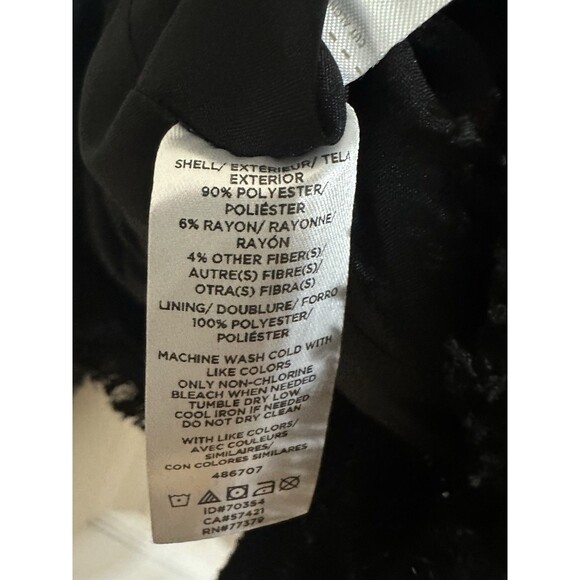 SHELL/ EXTÉRIEUR/ TELA
EXTERIOR
90% POLYESTER/
POLIÉSTER
6% RAYON/ RAYONNE/
RAYÓN
4% OTHER FIBER(S)/
AUTRE(S) FIBRE(S)/
OTRA(S) FIBRA(S)
LINING/ DOUBLURE/ FORRO
100% POLYESTER/
POLIÉSTER
MACHINE WASH COLD WITH
LIKE COLORS
ONLY NON-CHLORINE
BLEACH WHEN NEEDED
TUMBLE DRY LOW
COOL IRON IF NEEDED
DO NOT DRY CLEAN
WITH LIKE COLORS/
AVEC COULEURS
SIMILAIRES/
CON COLORES SIMILARES
486707
ID#70354
CA#57421
RN#77379